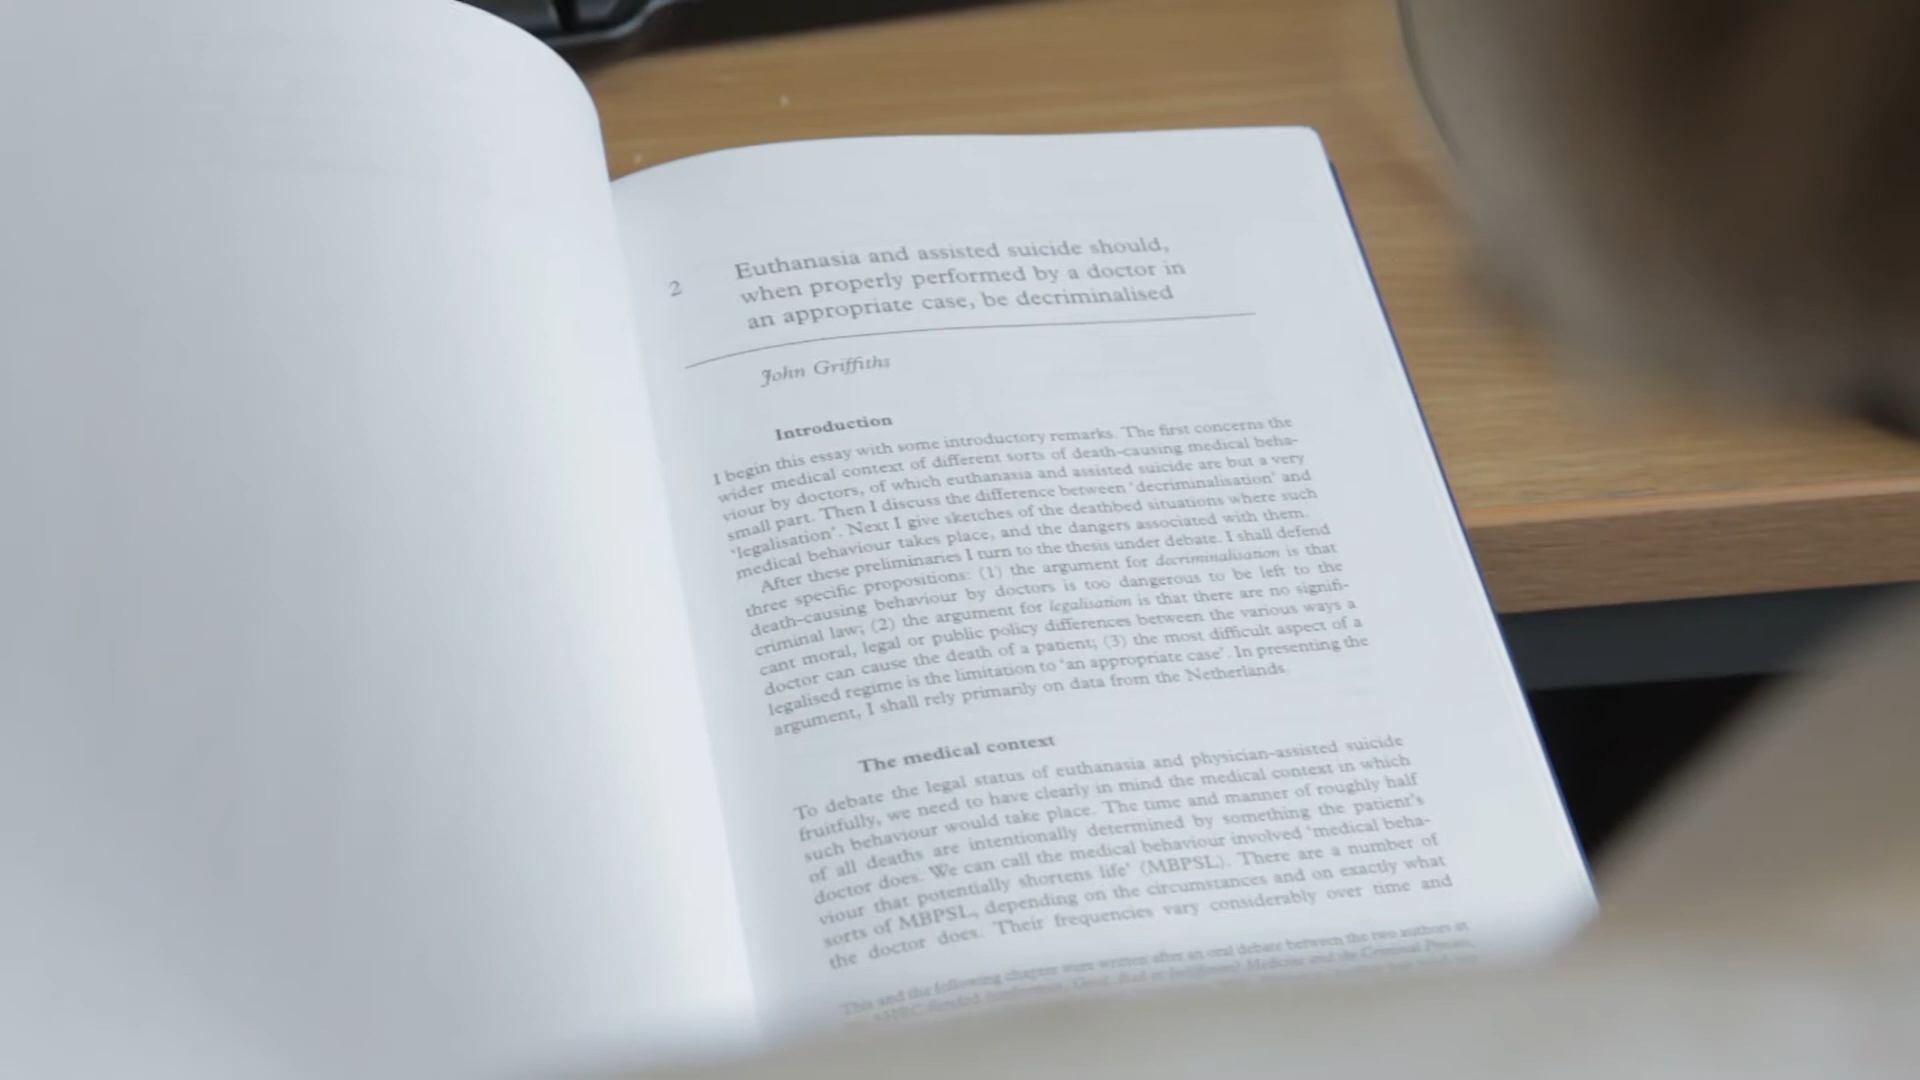 2
Euthanasia and assisted suicide should,
when properly performed by a doctor in
an appropriate case, be decriminalised
John Griffiths
Introduction
I begin this essay with some introductory remarks. The first concerns the
wider medical context of different sorts of death-causing medical beha-
viour by doctors, of which euthanasia and assisted suicide are but a very
small part. Then I discuss the difference between 'decriminalisation' and
'legalisation'. Next I give sketches of the deathbed situations where such
medical behaviour takes place, and the dangers associated with them.
After these preliminaries I turn to the thesis under debate. I shall defend
three specific propositions: (1) the argument for decriminalisation is that
death-causing behaviour by doctors is too dangerous to be left to the
criminal law; (2) the argument for legalisation is that there are no signifi-
cant moral, legal or public policy differences between the various ways a
doctor can cause the death of a patient; (3) the most difficult aspect of a
legalised regime is the limitation to 'an appropriate case'. In presenting the
argument, I shall rely primarily on data from the Netherlands.
The medical context
To debate the legal status of euthanasia and physician-assisted suicide
fruitfully, we need to have clearly in mind the medical context in which
such behaviour would take place. The time and manner of roughly half
of all deaths are intentionally determined by something the patient's
doctor does. We can call the medical behaviour involved 'medical beha-
viour that potentially shortens life' (MBPSL). There are a number of
sorts of MBPSL, depending on the circumstances and on exactly what
the doctor does. Their frequencies vary considerably over time and
This and the following chapter were written after an oral debate between the two authors at
Medicine and the Criminal Process,